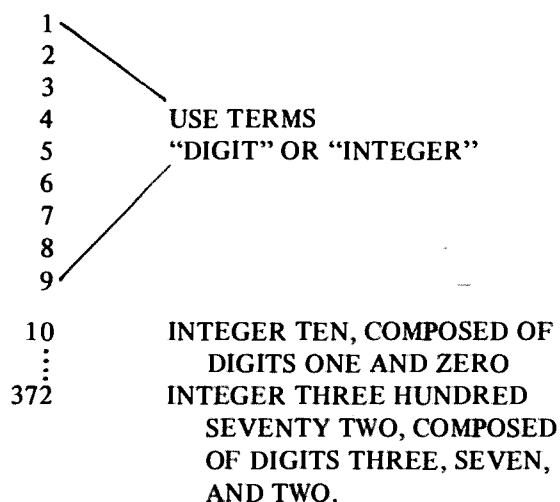 1
2
3
4 USE TERMS
5 “DIGIT” OR “INTEGER”
6
7
8
9
10 INTEGER TEN, COMPOSED OF
DIGITS ONE AND ZERO
372 INTEGER THREE HUNDRED
SEVENTY TWO, COMPOSED
OF DIGITS THREE, SEVEN,
AND TWO.